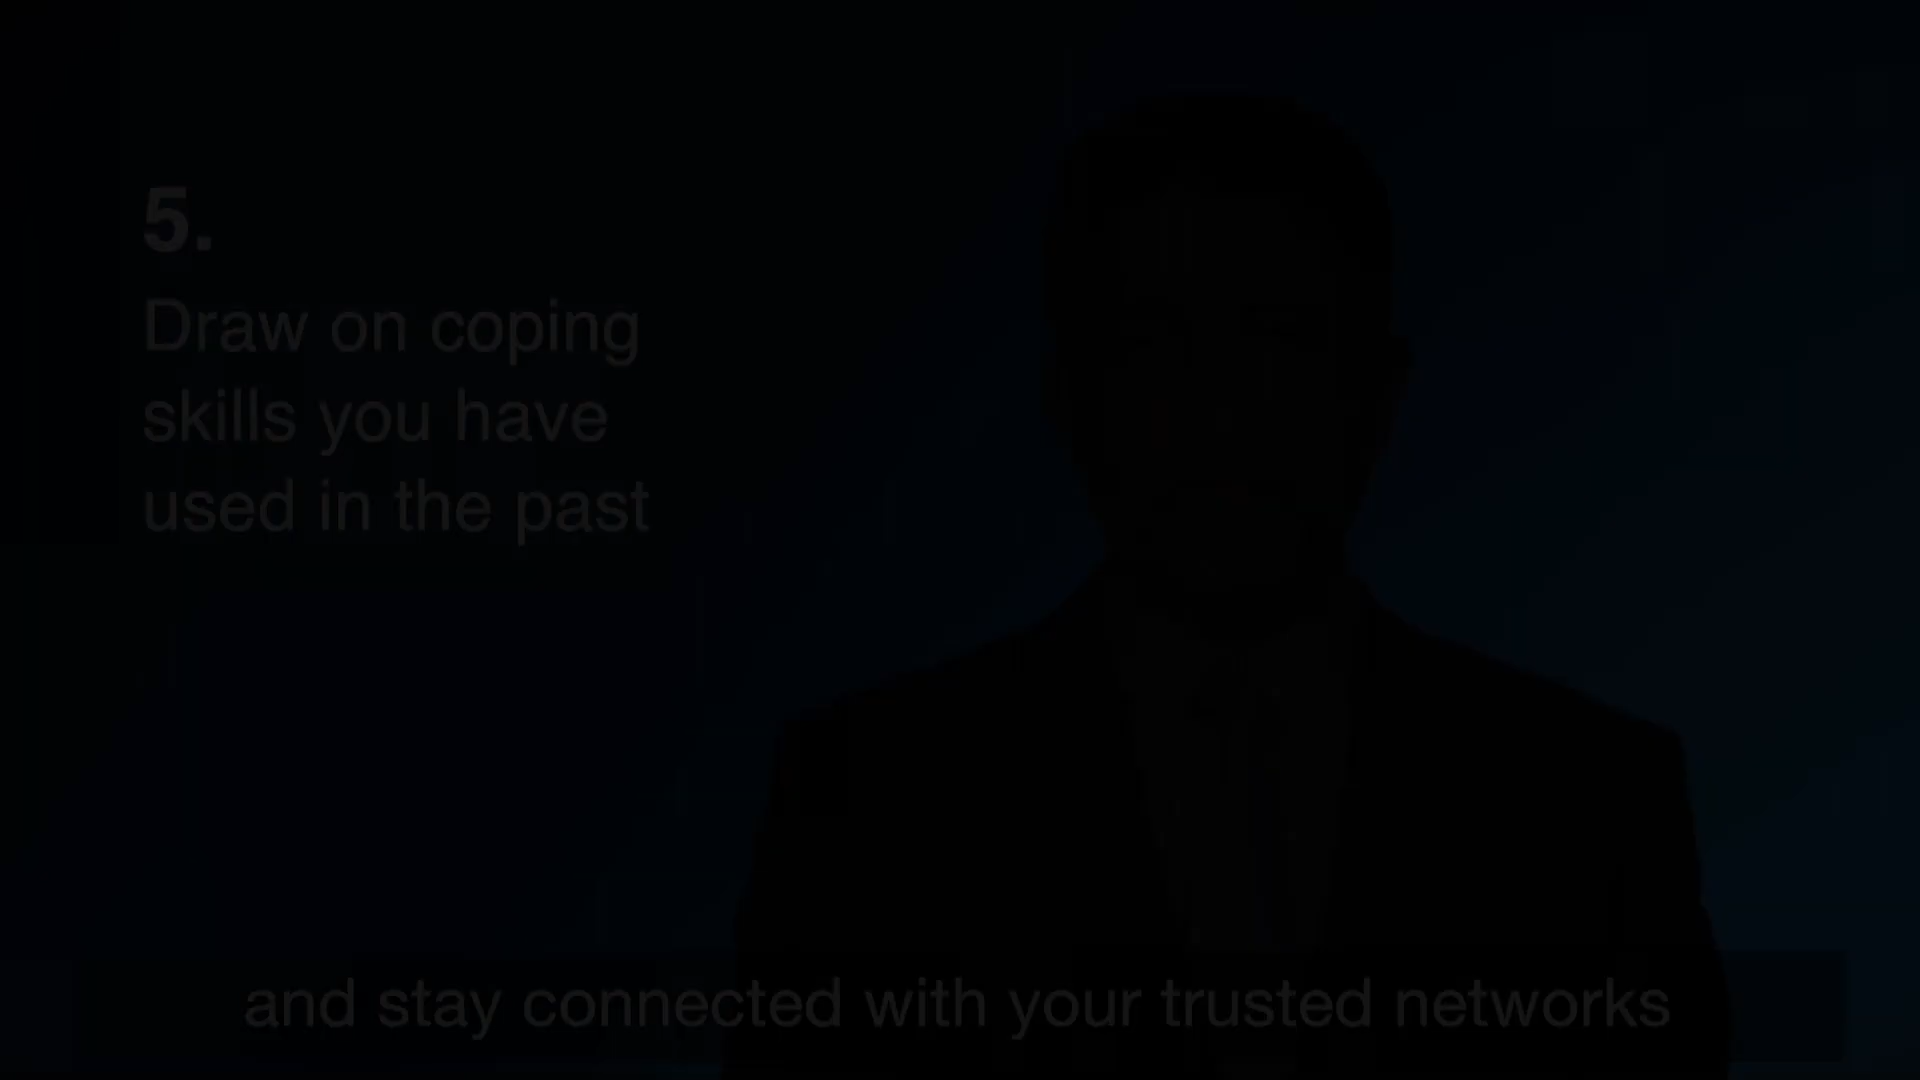 5.
Draw on coping
skills you have
used in the past
and stay connected with your trusted networks